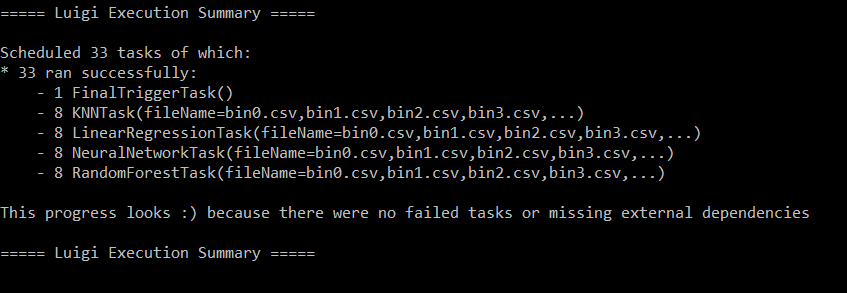 ===== Luigi Execution Summary =====
Scheduled 33 tasks of which:
* 33 ran successfully:
- 1 FinalTriggerTask()
- 8 KNNTask(fileName=bin0.csv,bin1.csv,bin2.csv,bin3.csv,...)
- 8 LinearRegressionTask(fileName=bin0.csv,bin1.csv,bin2.csv,bin3.csv,...)
- 8 NeuralNetworkTask(fileName=bin0.csv,bin1.csv,bin2.csv,bin3.csv,...)
- 8 RandomForestTask(fileName=bin0.csv,bin1.csv,bin2.csv,bin3.csv,...)
This progress looks :) because there were no failed tasks or missing external dependencies
===== Luigi Execution Summary =====